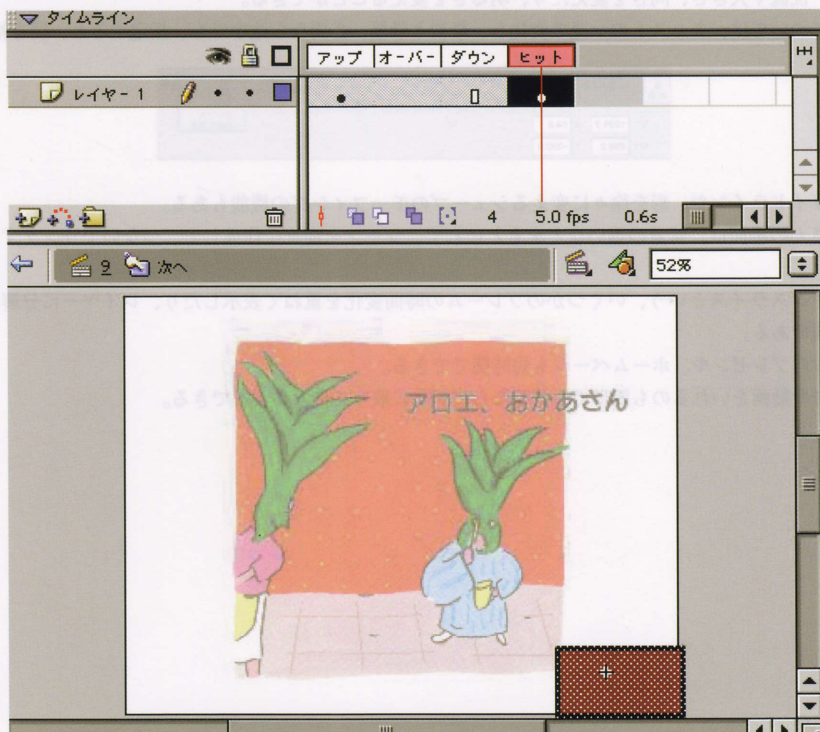 タイムライン
アップ オーバー ダウン ヒット
レイヤー 1
4 5.0 fps 0.6s
9 次へ 52%
アロエ、おかあさん